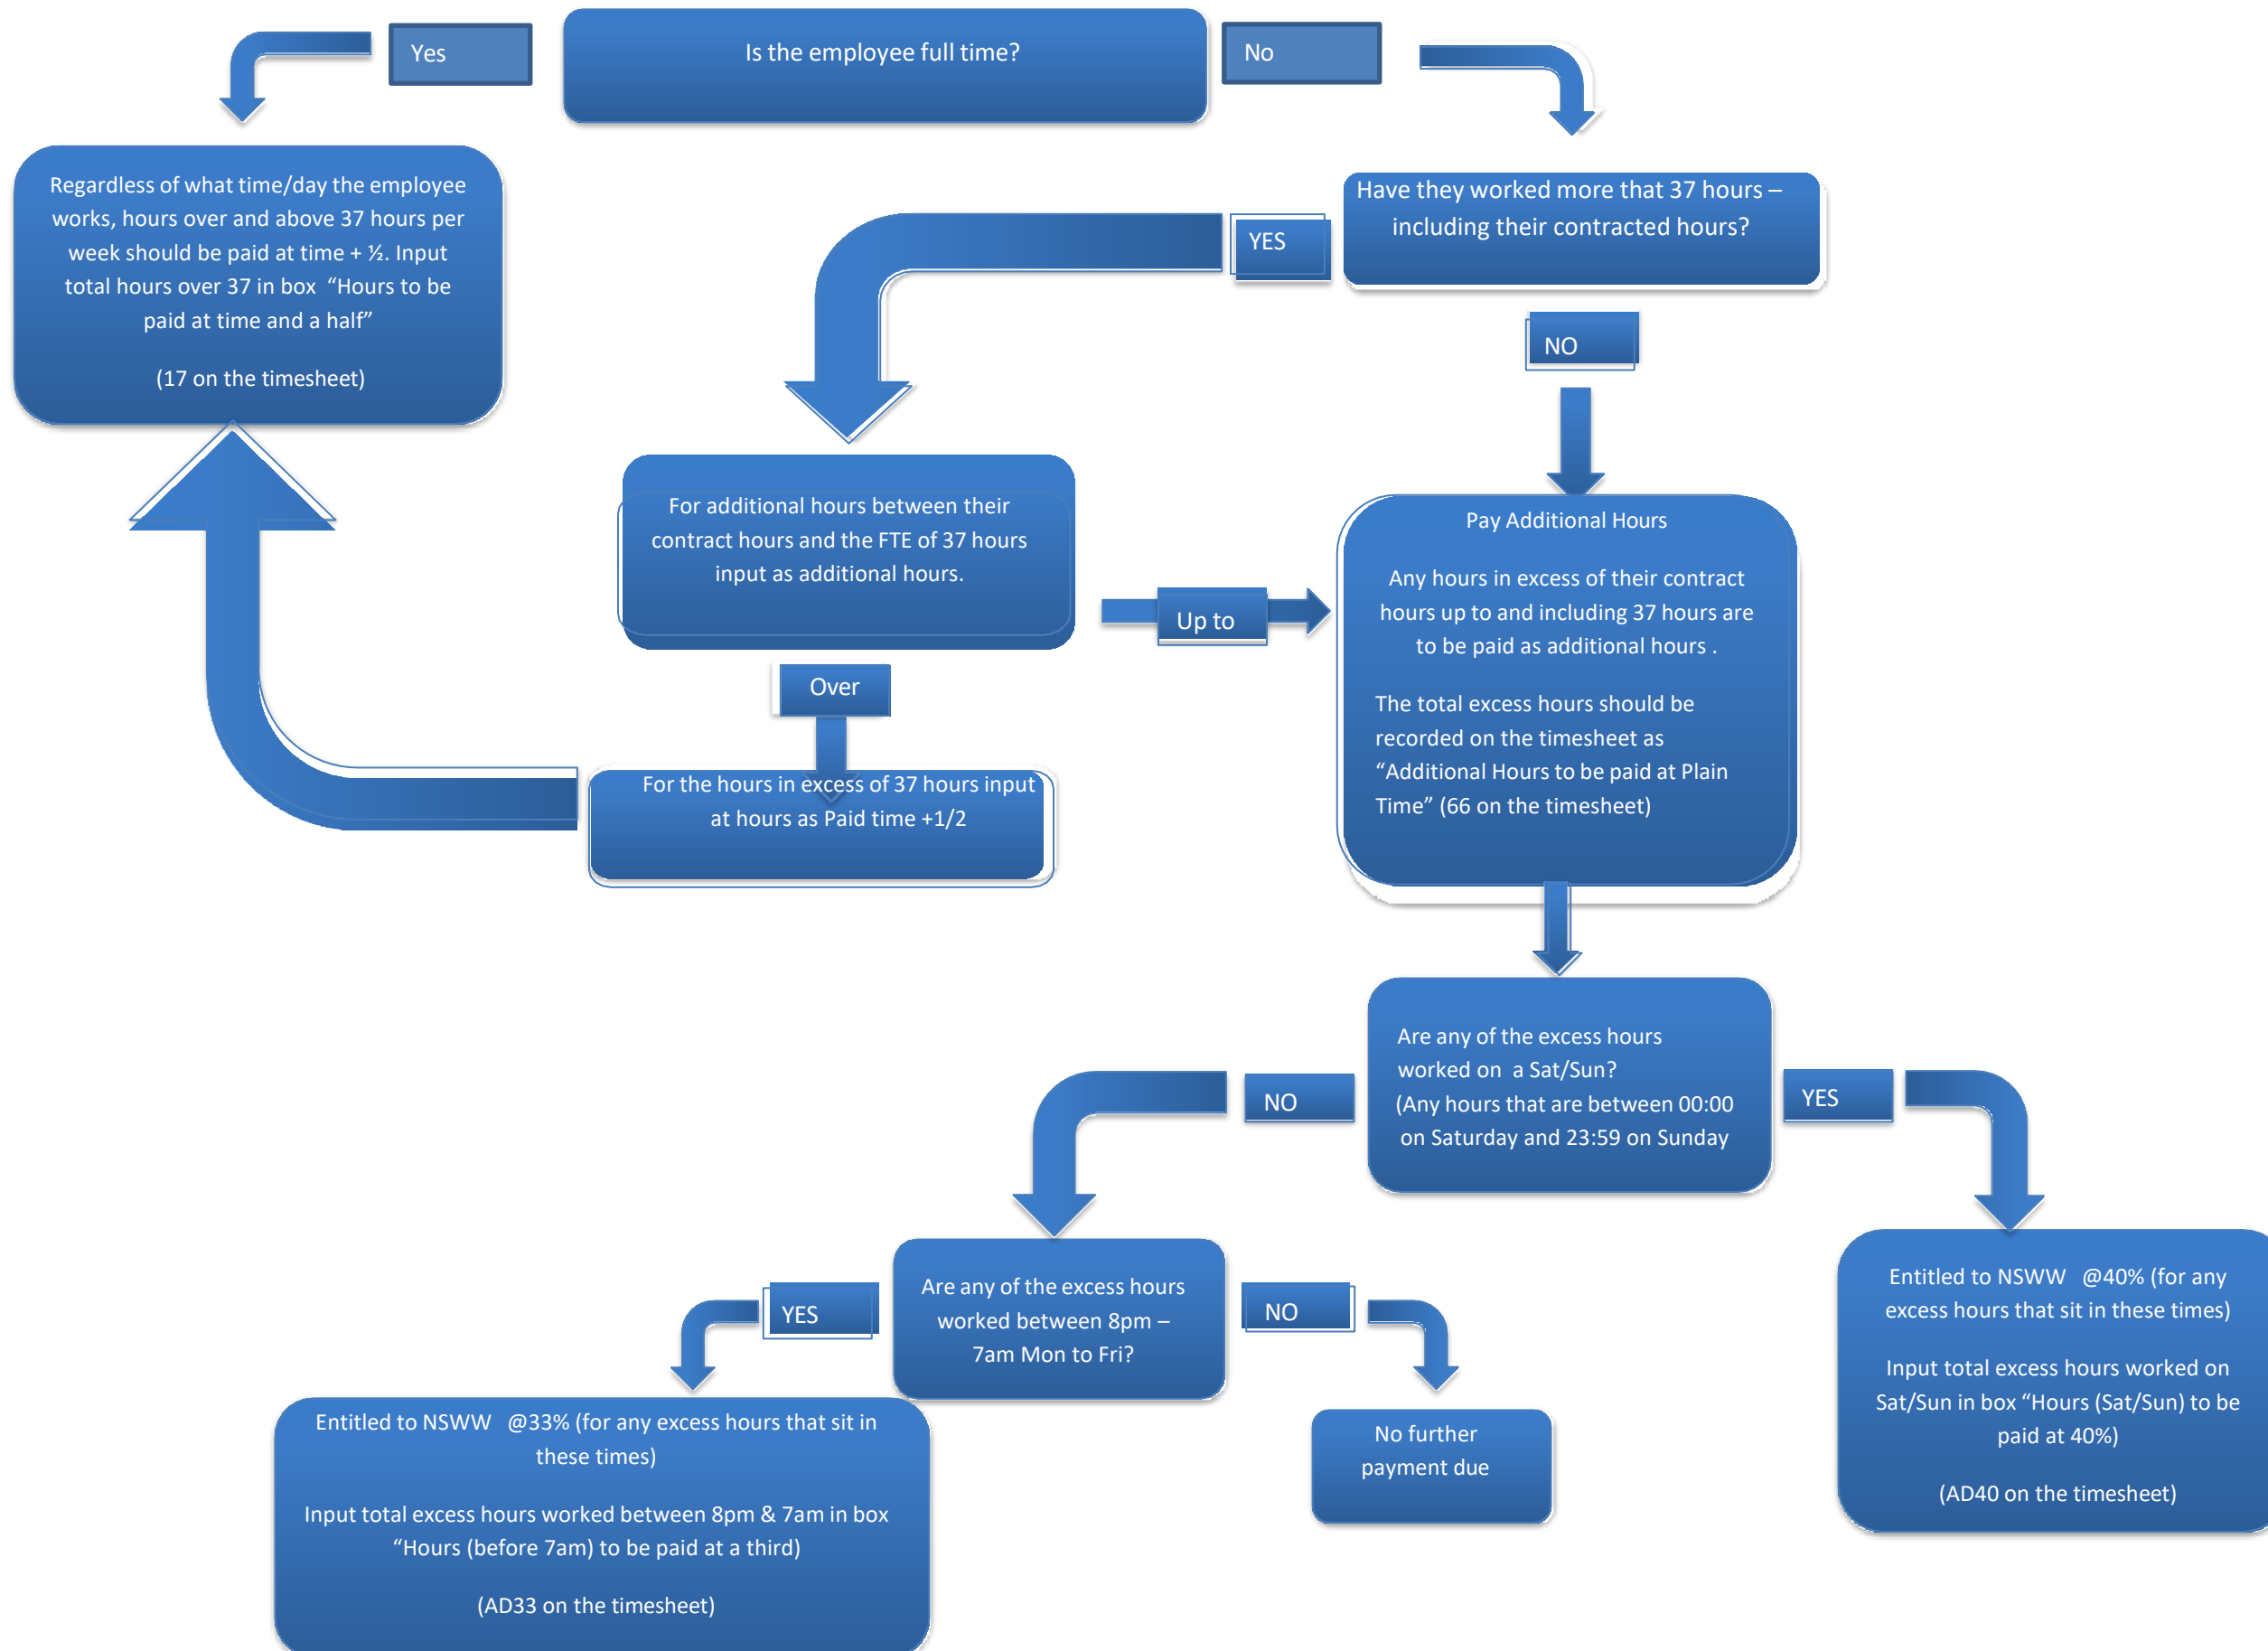 Yes
Is the employee full time?
No
Regardless of what time/day the employee
works, hours over and above 37 hours per
week should be paid at time + ½. Input
total hours over 37 in box “Hours to be
paid at time and a half”
(17 on the timesheet)
Have they worked more that 37 hours –
including their contracted hours?
YES
NO
For additional hours between their
contract hours and the FTE of 37 hours
input as additional hours.
Up to
Over
For the hours in excess of 37 hours input
at hours as Paid time +1/2
Pay Additional Hours
Any hours in excess of their contract
hours up to and including 37 hours are
to be paid as additional hours .
The total excess hours should be
recorded on the timesheet as
“Additional Hours to be paid at Plain
Time” (66 on the timesheet)
Are any of the excess hours
worked on a Sat/Sun?
(Any hours that are between 00:00
on Saturday and 23:59 on Sunday
NO
YES
Are any of the excess hours
worked between 8pm –
7am Mon to Fri?
YES
NO
Entitled to NSWW @40% (for any
excess hours that sit in these times)
Input total excess hours worked on
Sat/Sun in box “Hours (Sat/Sun) to be
paid at 40%)
(AD40 on the timesheet)
Entitled to NSWW @33% (for any excess hours that sit in
these times)
Input total excess hours worked between 8pm & 7am in box
“Hours (before 7am) to be paid at a third)
(AD33 on the timesheet)
No further
payment due